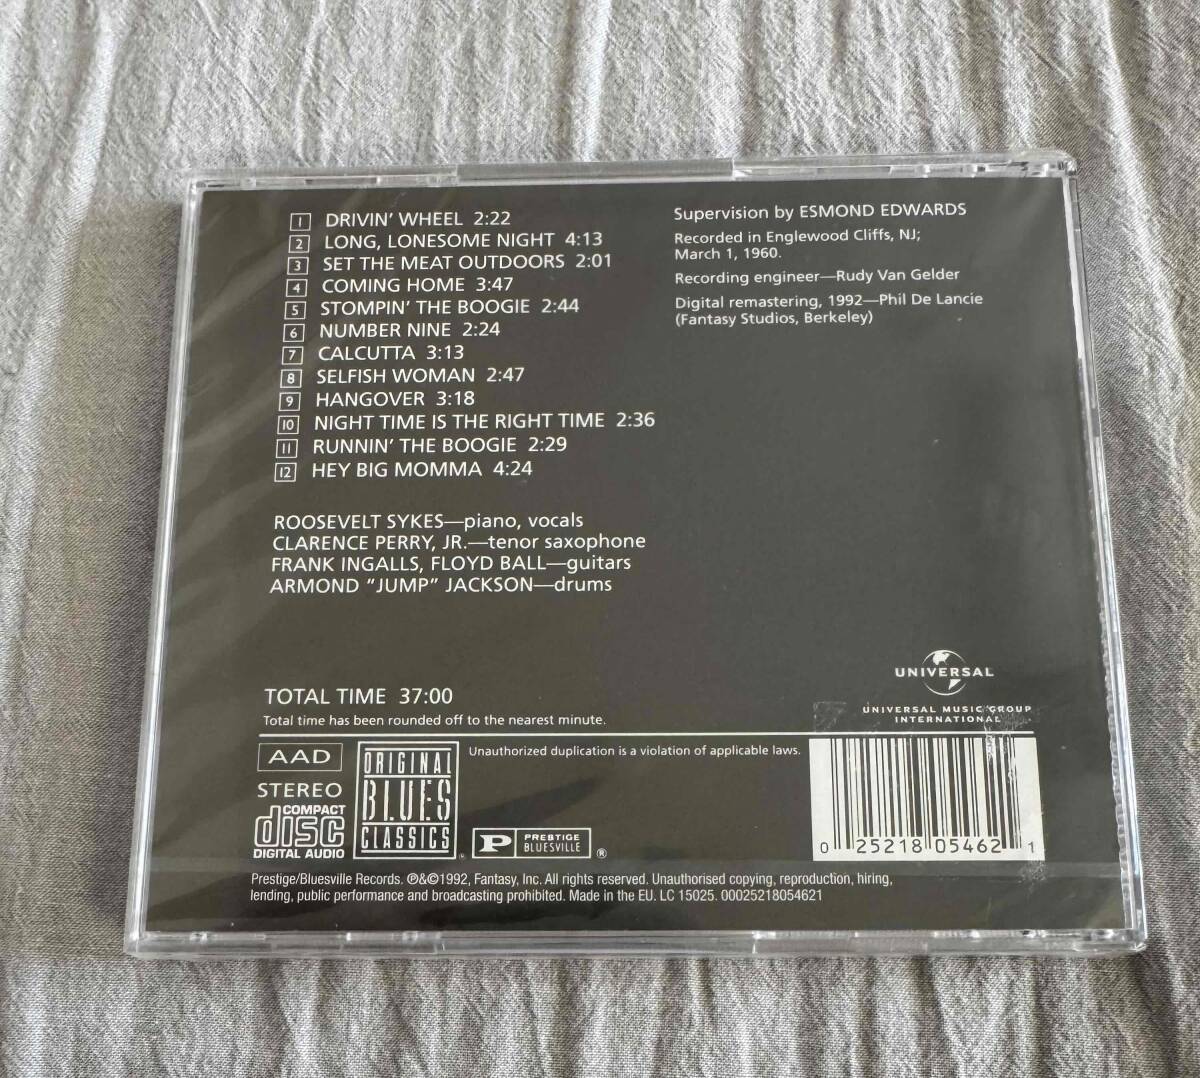 1 DRIVIN' WHEEL 2:22
2 LONG, LONESOME NIGHT 4:13
3 SET THE MEAT OUTDOORS 2:01
4 COMING HOME 3:47
5 STOMPIN' THE BOOGIE 2:44
6 NUMBER NINE 2:24
7 CALCUTTA 3:13
8 SELFISH WOMAN 2:47
9 HANGOVER 3:18
10 NIGHT TIME IS THE RIGHT TIME 2:36
11 RUNNIN' THE BOOGIE 2:29
12 HEY BIG MOMMA 4:24
ROOSEVELT SYKES—piano, vocals
CLARENCE PERRY, JR.—tenor saxophone
FRANK INGALLS, FLOYD BALL—guitars
ARMOND "JUMP" JACKSON—drums
Supervision by ESMOND EDWARDS
Recorded in Englewood Cliffs, NJ;
March 1, 1960.
Recording engineer—Rudy Van Gelder
Digital remastering, 1992—Phil De Lancie
(Fantasy Studios, Berkeley)
TOTAL TIME 37:00
Total time has been rounded off to the nearest minute.
UNIVERSAL
UNIVERSAL MUSIC GROUP
INTERNATIONAL
AAD
STEREO
COMPACT
disc
DIGITAL AUDIO
ORIGINAL
BLUES
CLASSICS
®
Unauthorized duplication is a violation of applicable laws.
P PRESTIGE
BLUESVILLE ®
0 25218 05462 1
Prestige/Bluesville Records. ℗&©1992, Fantasy, Inc. All rights reserved. Unauthorised copying, reproduction, hiring,
lending, public performance and broadcasting prohibited. Made in the EU. LC 15025. 00025218054621